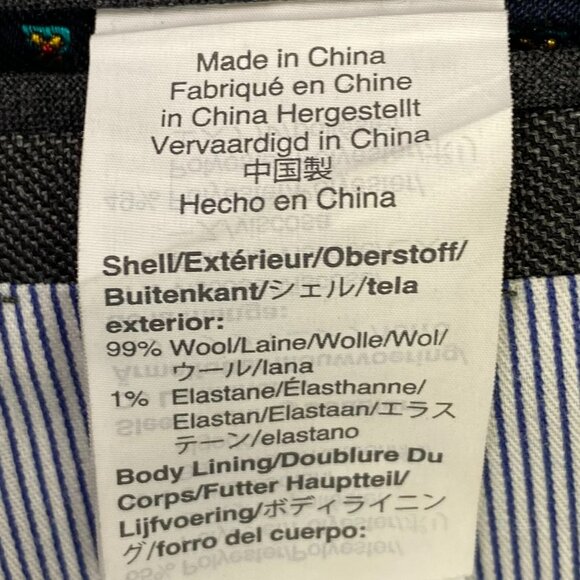 Made in China
Fabriqué en Chine
in China Hergestellt
Vervaardigd in China
中国製
Hecho en China
Shell/Extérieur/Oberstoff/
Buitenkant/シェル/tela
exterior:
99% Wool/Laine/Wolle/Wol/
ウール/lana
1% Elastane/Élasthanne/
Elastan/Elastaan/エラス
テーン/elastano
Body Lining/Doublure Du
Corps/Futter Hauptteil/
Lijfvoering/ボディライニン
グ/forro del cuerpo: